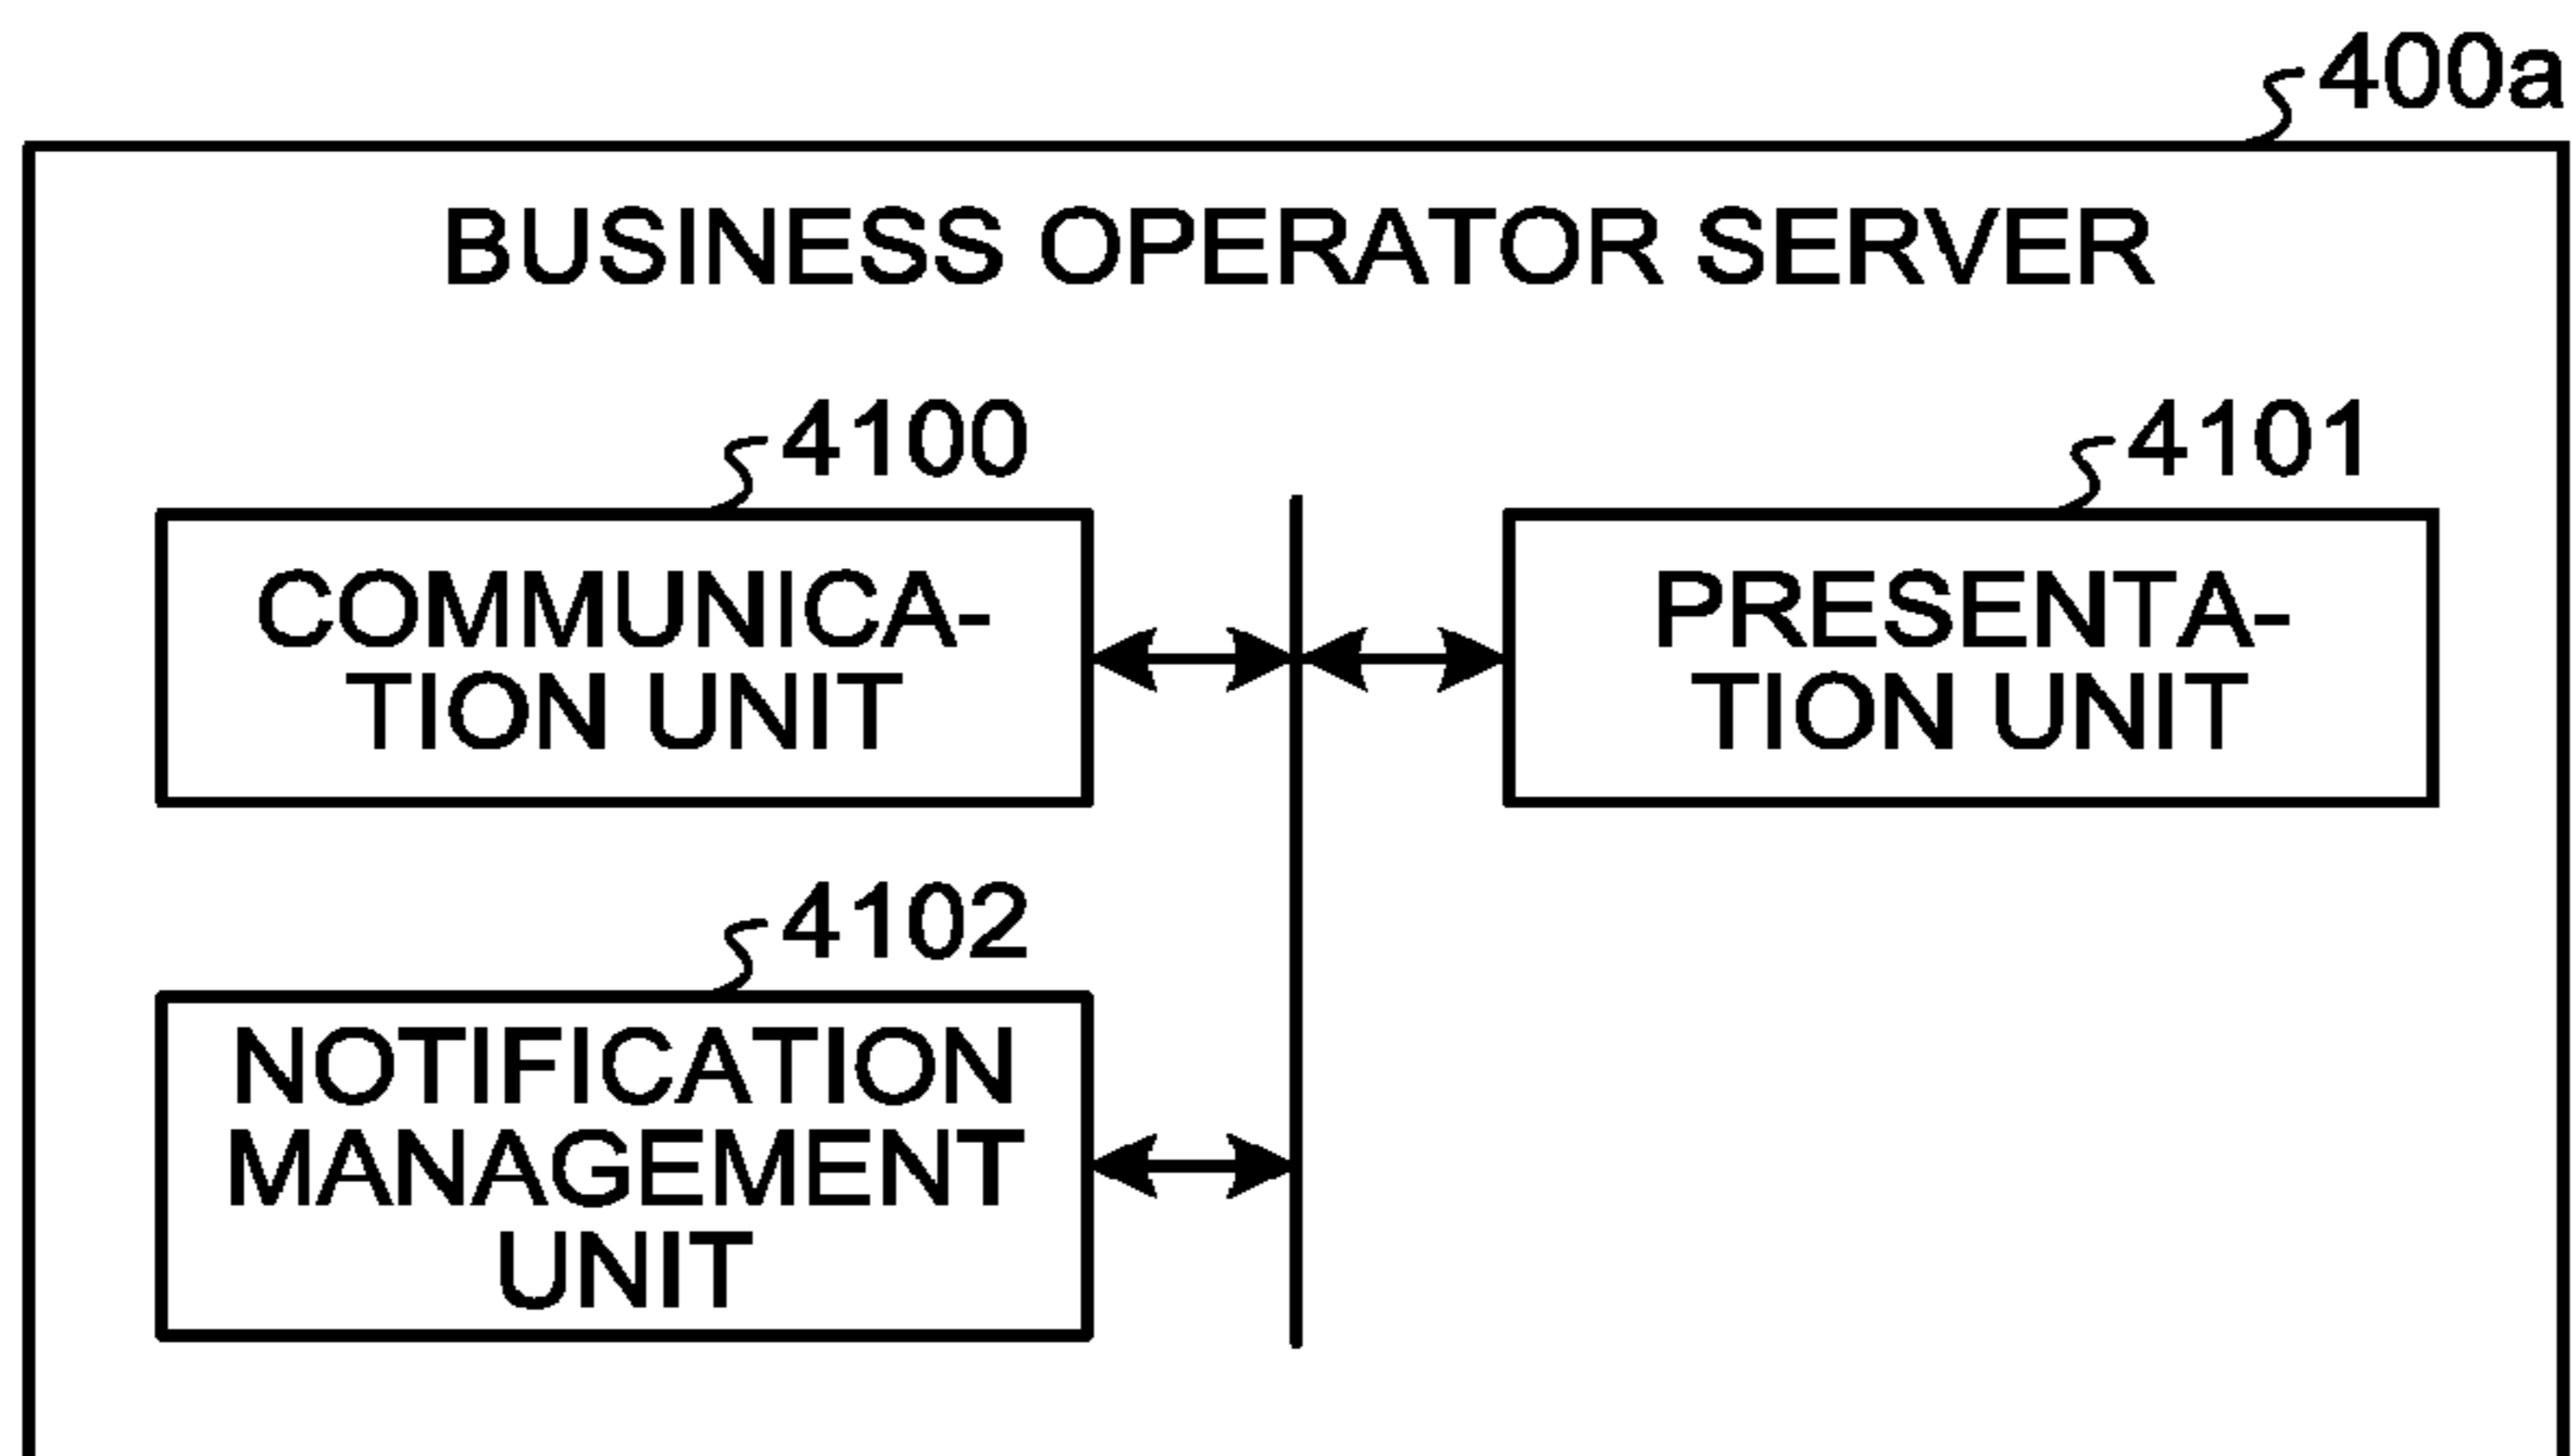 400a
BUSINESS OPERATOR SERVER
4100
COMMUNICA-
TION UNIT
4101
PRESENTA-
TION UNIT
4102
NOTIFICATION
MANAGEMENT
UNIT